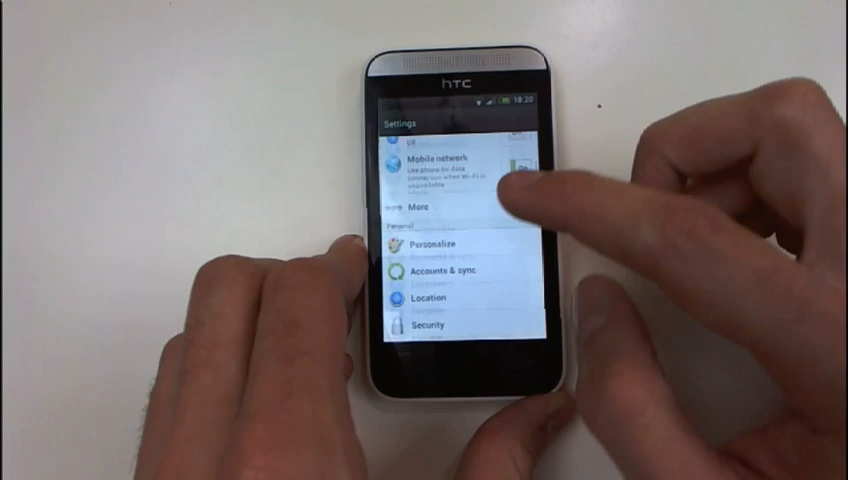 hTC
18:20
Settings
Mobile network
Use phone for data
connection when Wi-Fi is
unavailable
More
Personal
Personalize
Accounts & sync
Location
Security